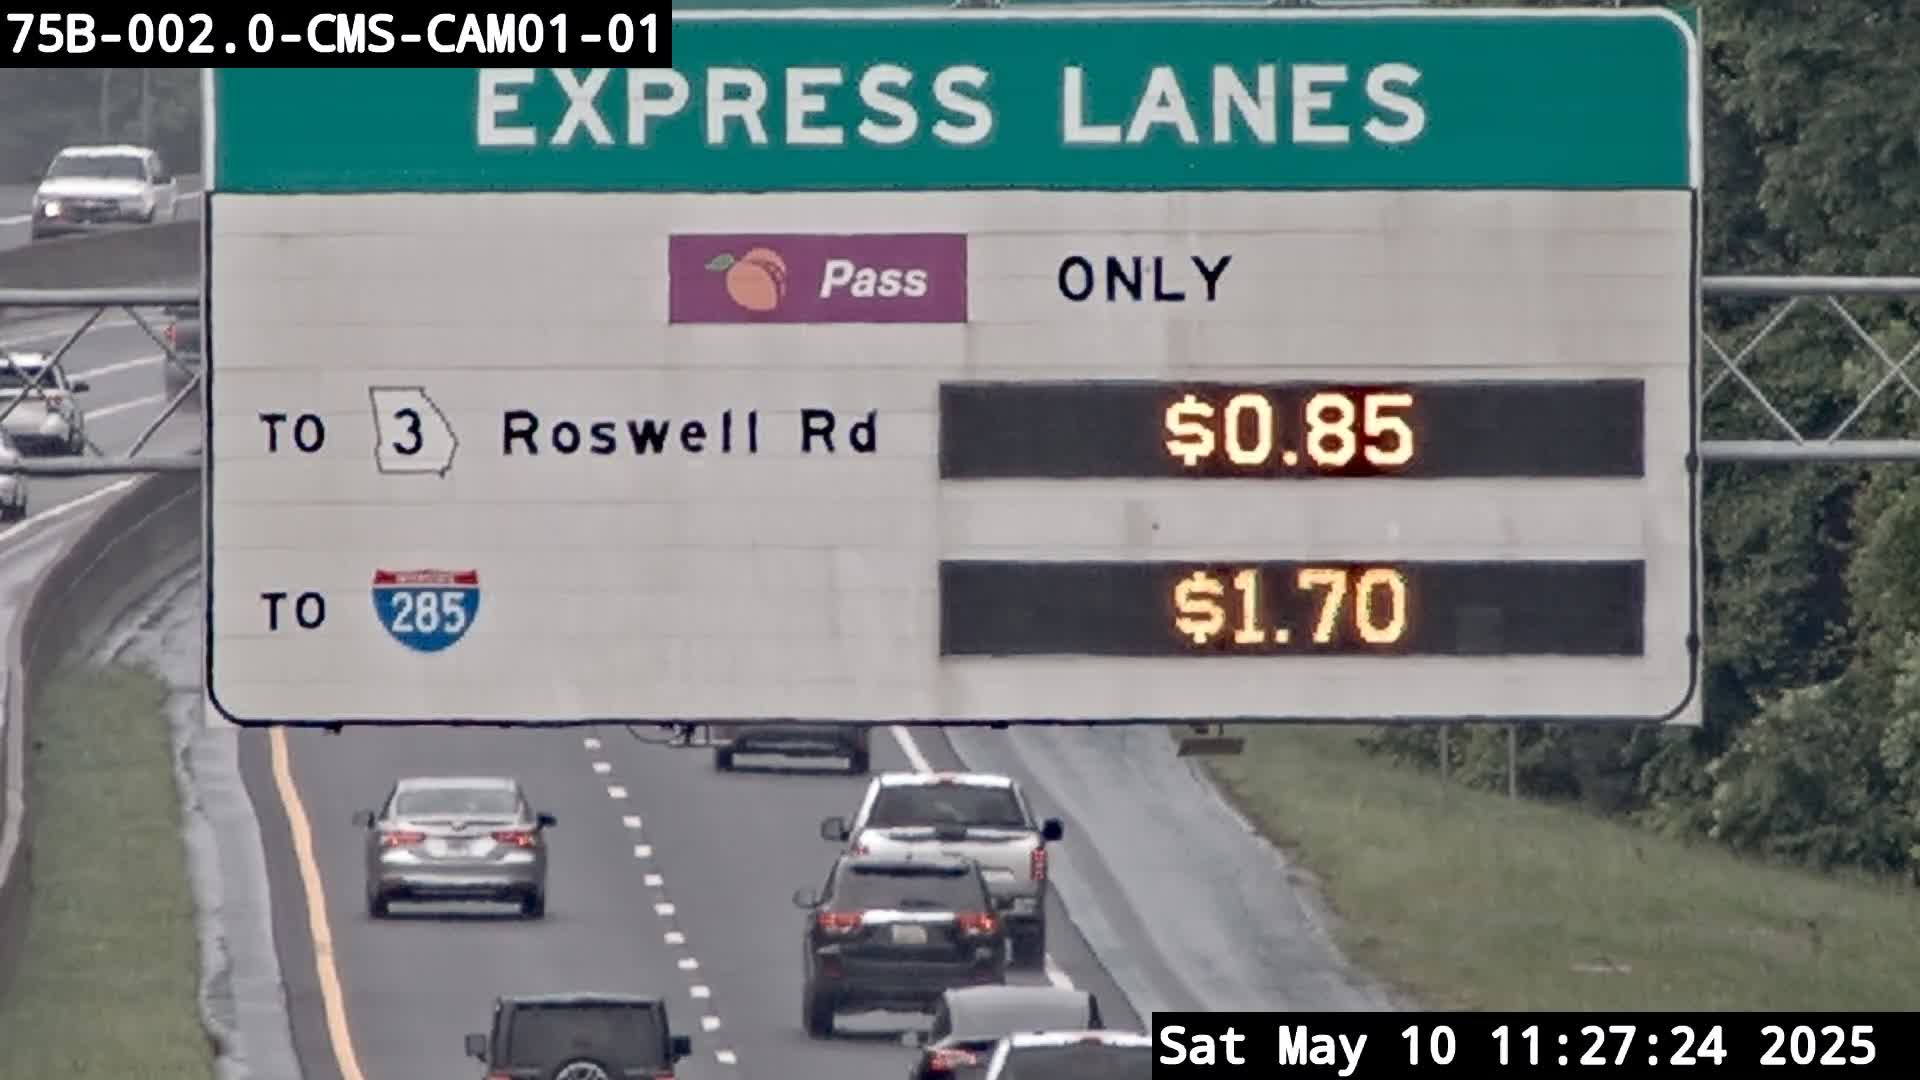 75B-002.0-CMS-CAM01-01
EXPRESS LANES
Pass ONLY
TO 3 Roswell Rd $0.85
TO 285 $1.70
Sat May 10 11:27:24 2025